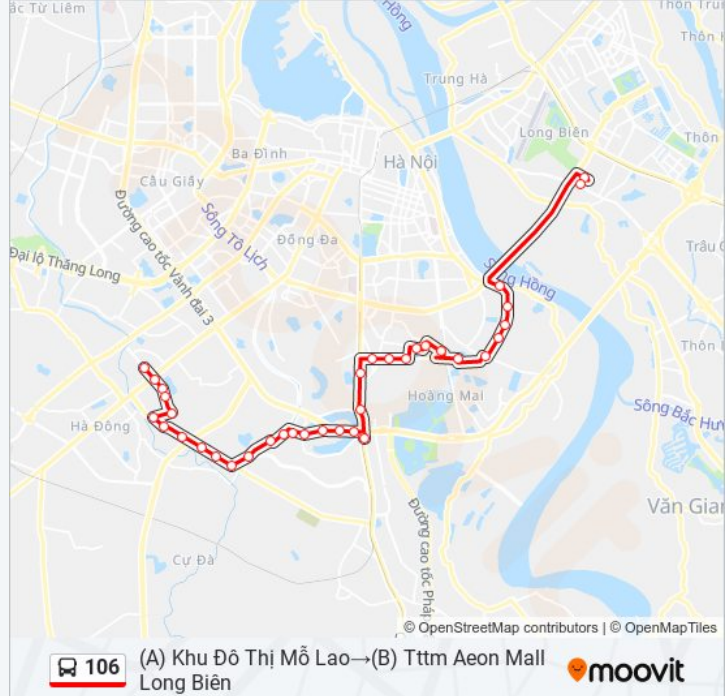 ắc Từ Liêm
Hồng
Thôn Tru
Thôn H
Trung Hà
Long Biên
Thôn
Ba Đình
Hà Nội
Cầu Giấy
Sông Tô Lịch
Đống Đa
Đường cao tốc Vành đai 3
Đại lộ Thăng Long
Trâu Q
Sông Hồng
Thôn I
Hoàng Mai
Sông Bắc Hư
Hà Đông
Văn Gian
Đường cao tốc Pháp
Cự Đà
© OpenStreetMap contributors | © OpenMapTiles
106
(A) Khu Đô Thị Mỗ Lao→(B) Tttm Aeon Mall
Long Biên
moovit